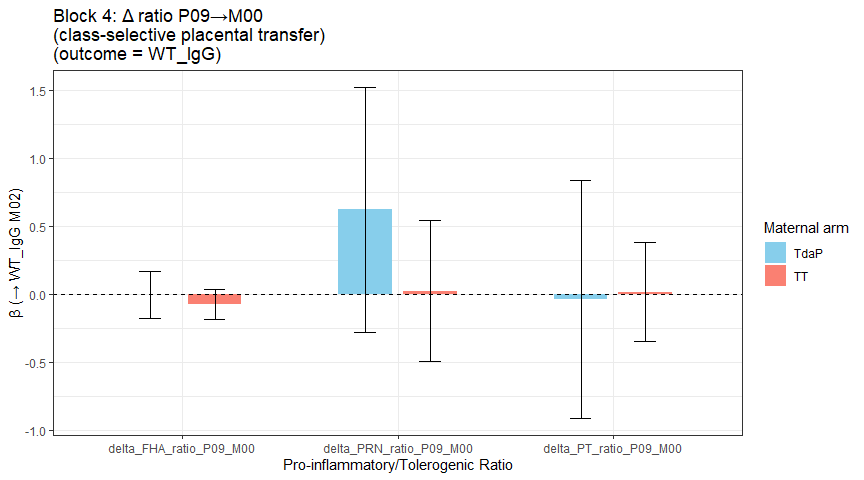 Block 4: Δ ratio P09→M00
(class-selective placental transfer)
(outcome = WT_IgG)
β (→ WT_IgG M02)
1.5
1.0
0.5
0.0
-0.5
-1.0
delta_FHA_ratio_P09_M00
delta_PRN_ratio_P09_M00
delta_PT_ratio_P09_M00
Pro-inflammatory/Tolerogenic Ratio
Maternal arm
TdaP
TT